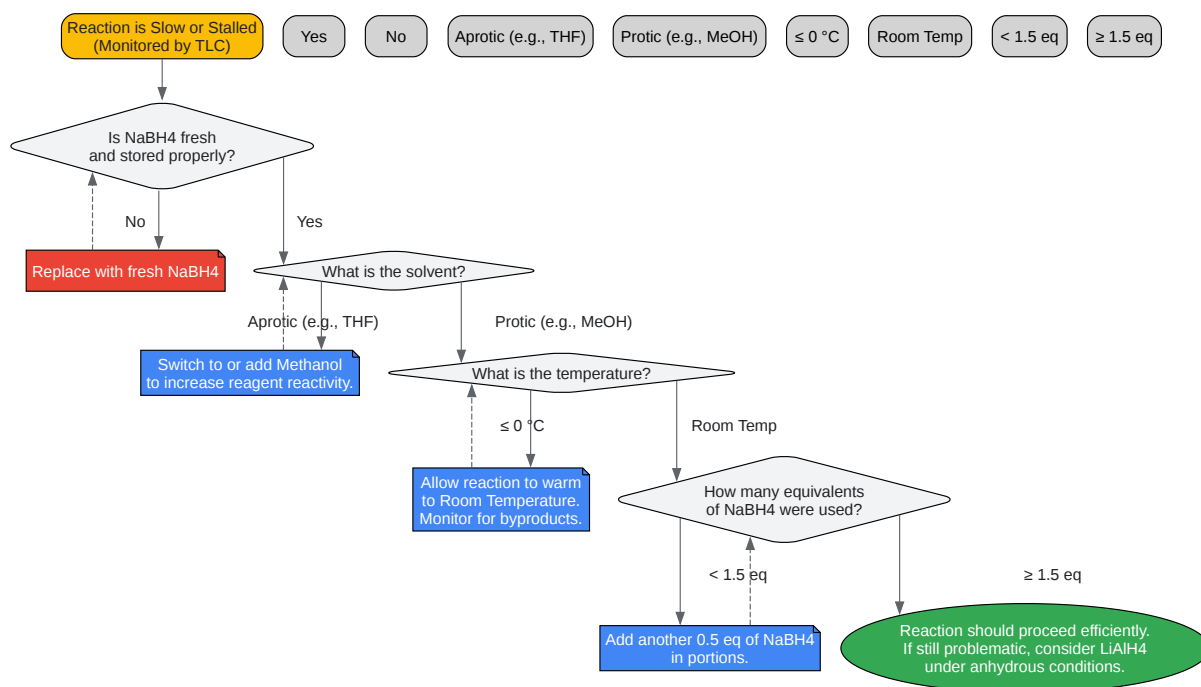 Reaction is Slow or Stalled
(Monitored by TLC)
Yes
No
Aprotic (e.g., THF)
Protic (e.g., MeOH)
≤ 0 °C
Room Temp
< 1.5 eq
≥ 1.5 eq
Is NaBH4 fresh
and stored properly?
No
Yes
Replace with fresh NaBH4
What is the solvent?
Aprotic (e.g., THF)
Protic (e.g., MeOH)
Switch to or add Methanol
to increase reagent reactivity.
What is the temperature?
≤ 0 °C
Room Temp
Allow reaction to warm
to Room Temperature.
Monitor for byproducts.
How many equivalents
of NaBH4 were used?
< 1.5 eq
≥ 1.5 eq
Add another 0.5 eq of NaBH4
in portions.
Reaction should proceed efficiently.
If still problematic, consider LiAlH4
under anhydrous conditions.